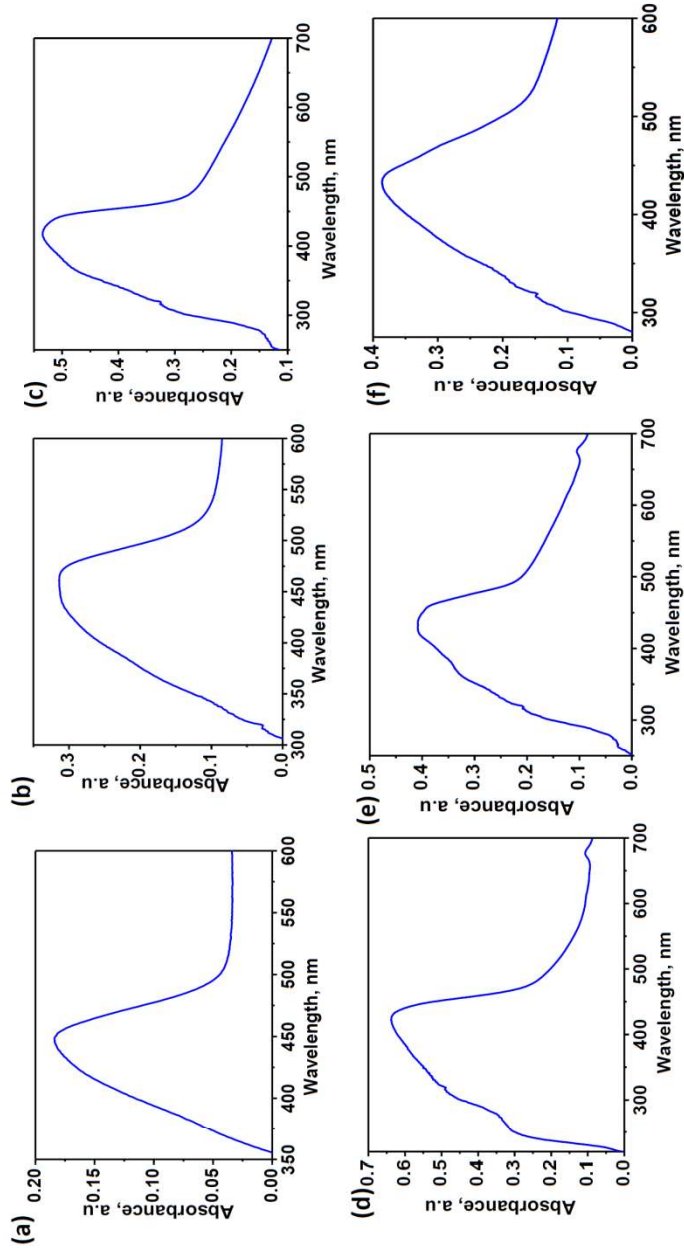 (a)
Absorbance, a.u
0.20
0.15
0.10
0.05
0.00
350 400 450 500 550 600
Wavelength, nm
(b)
Absorbance, a.u
0.3
0.2
0.1
0.0
300 350 400 450 500 550 600
Wavelength, nm
(c)
Absorbance, a.u
0.5
0.4
0.3
0.2
0.1
300 400 450 500 600 700
Wavelength, nm
(d)
Absorbance, a.u
0.7
0.6
0.5
0.4
0.3
0.2
0.1
0.0
300 400 500 600 700
Wavelength, nm
(e)
Absorbance, a.u
0.5
0.4
0.3
0.2
0.1
0.0
300 400 500 600 700
Wavelength, nm
(f)
Absorbance, a.u
0.4
0.3
0.2
0.1
0.0
300 400 500 600
Wavelength, nm